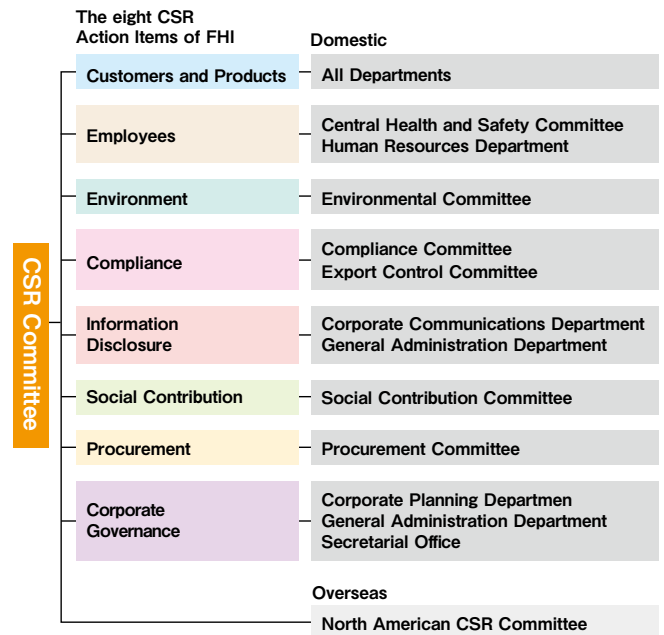 The eight CSR
Action Items of FHI
Domestic
CSR Committee
Customers and Products
All Departments
Employees
Central Health and Safety Committee
Human Resources Department
Environment
Environmental Committee
Compliance
Compliance Committee
Export Control Committee
Information
Disclosure
Corporate Communications Department
General Administration Department
Social Contribution
Social Contribution Committee
Procurement
Procurement Committee
Corporate
Governance
Corporate Planning Departmen
General Administration Department
Secretarial Office
Overseas
North American CSR Committee